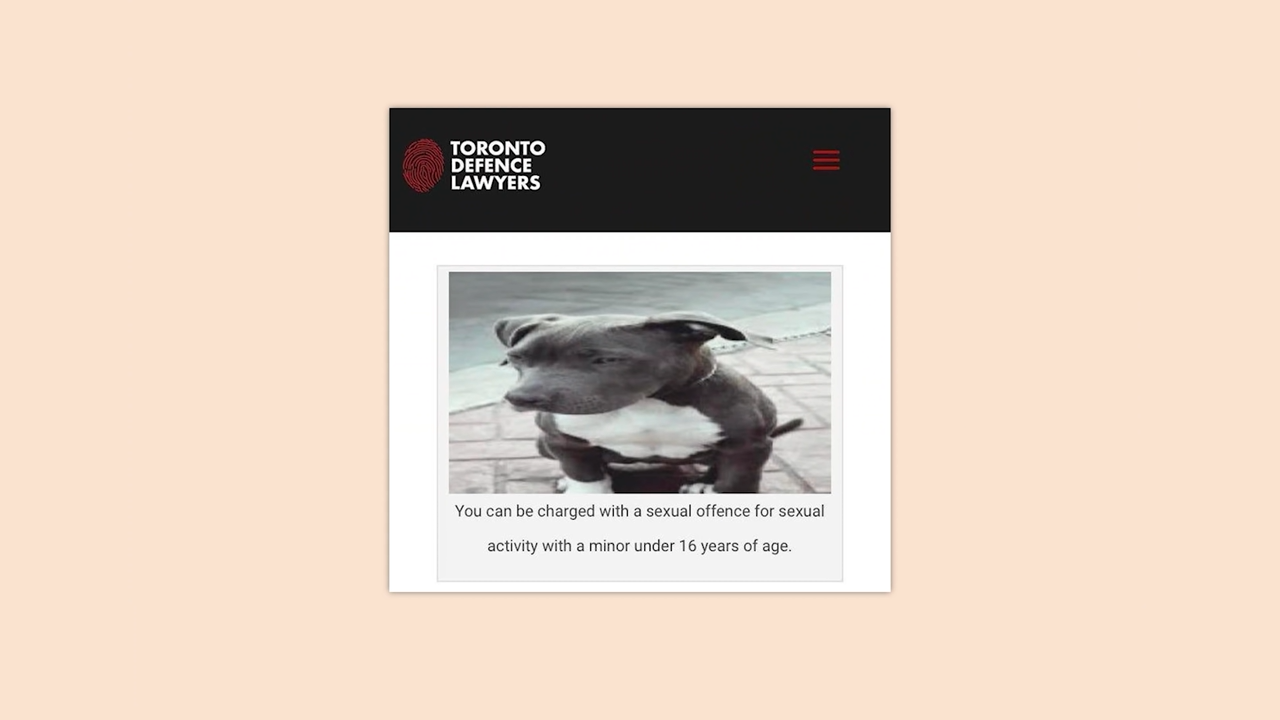 TORONTO
DEFENCE
LAWYERS
You can be charged with a sexual offence for sexual
activity with a minor under 16 years of age.